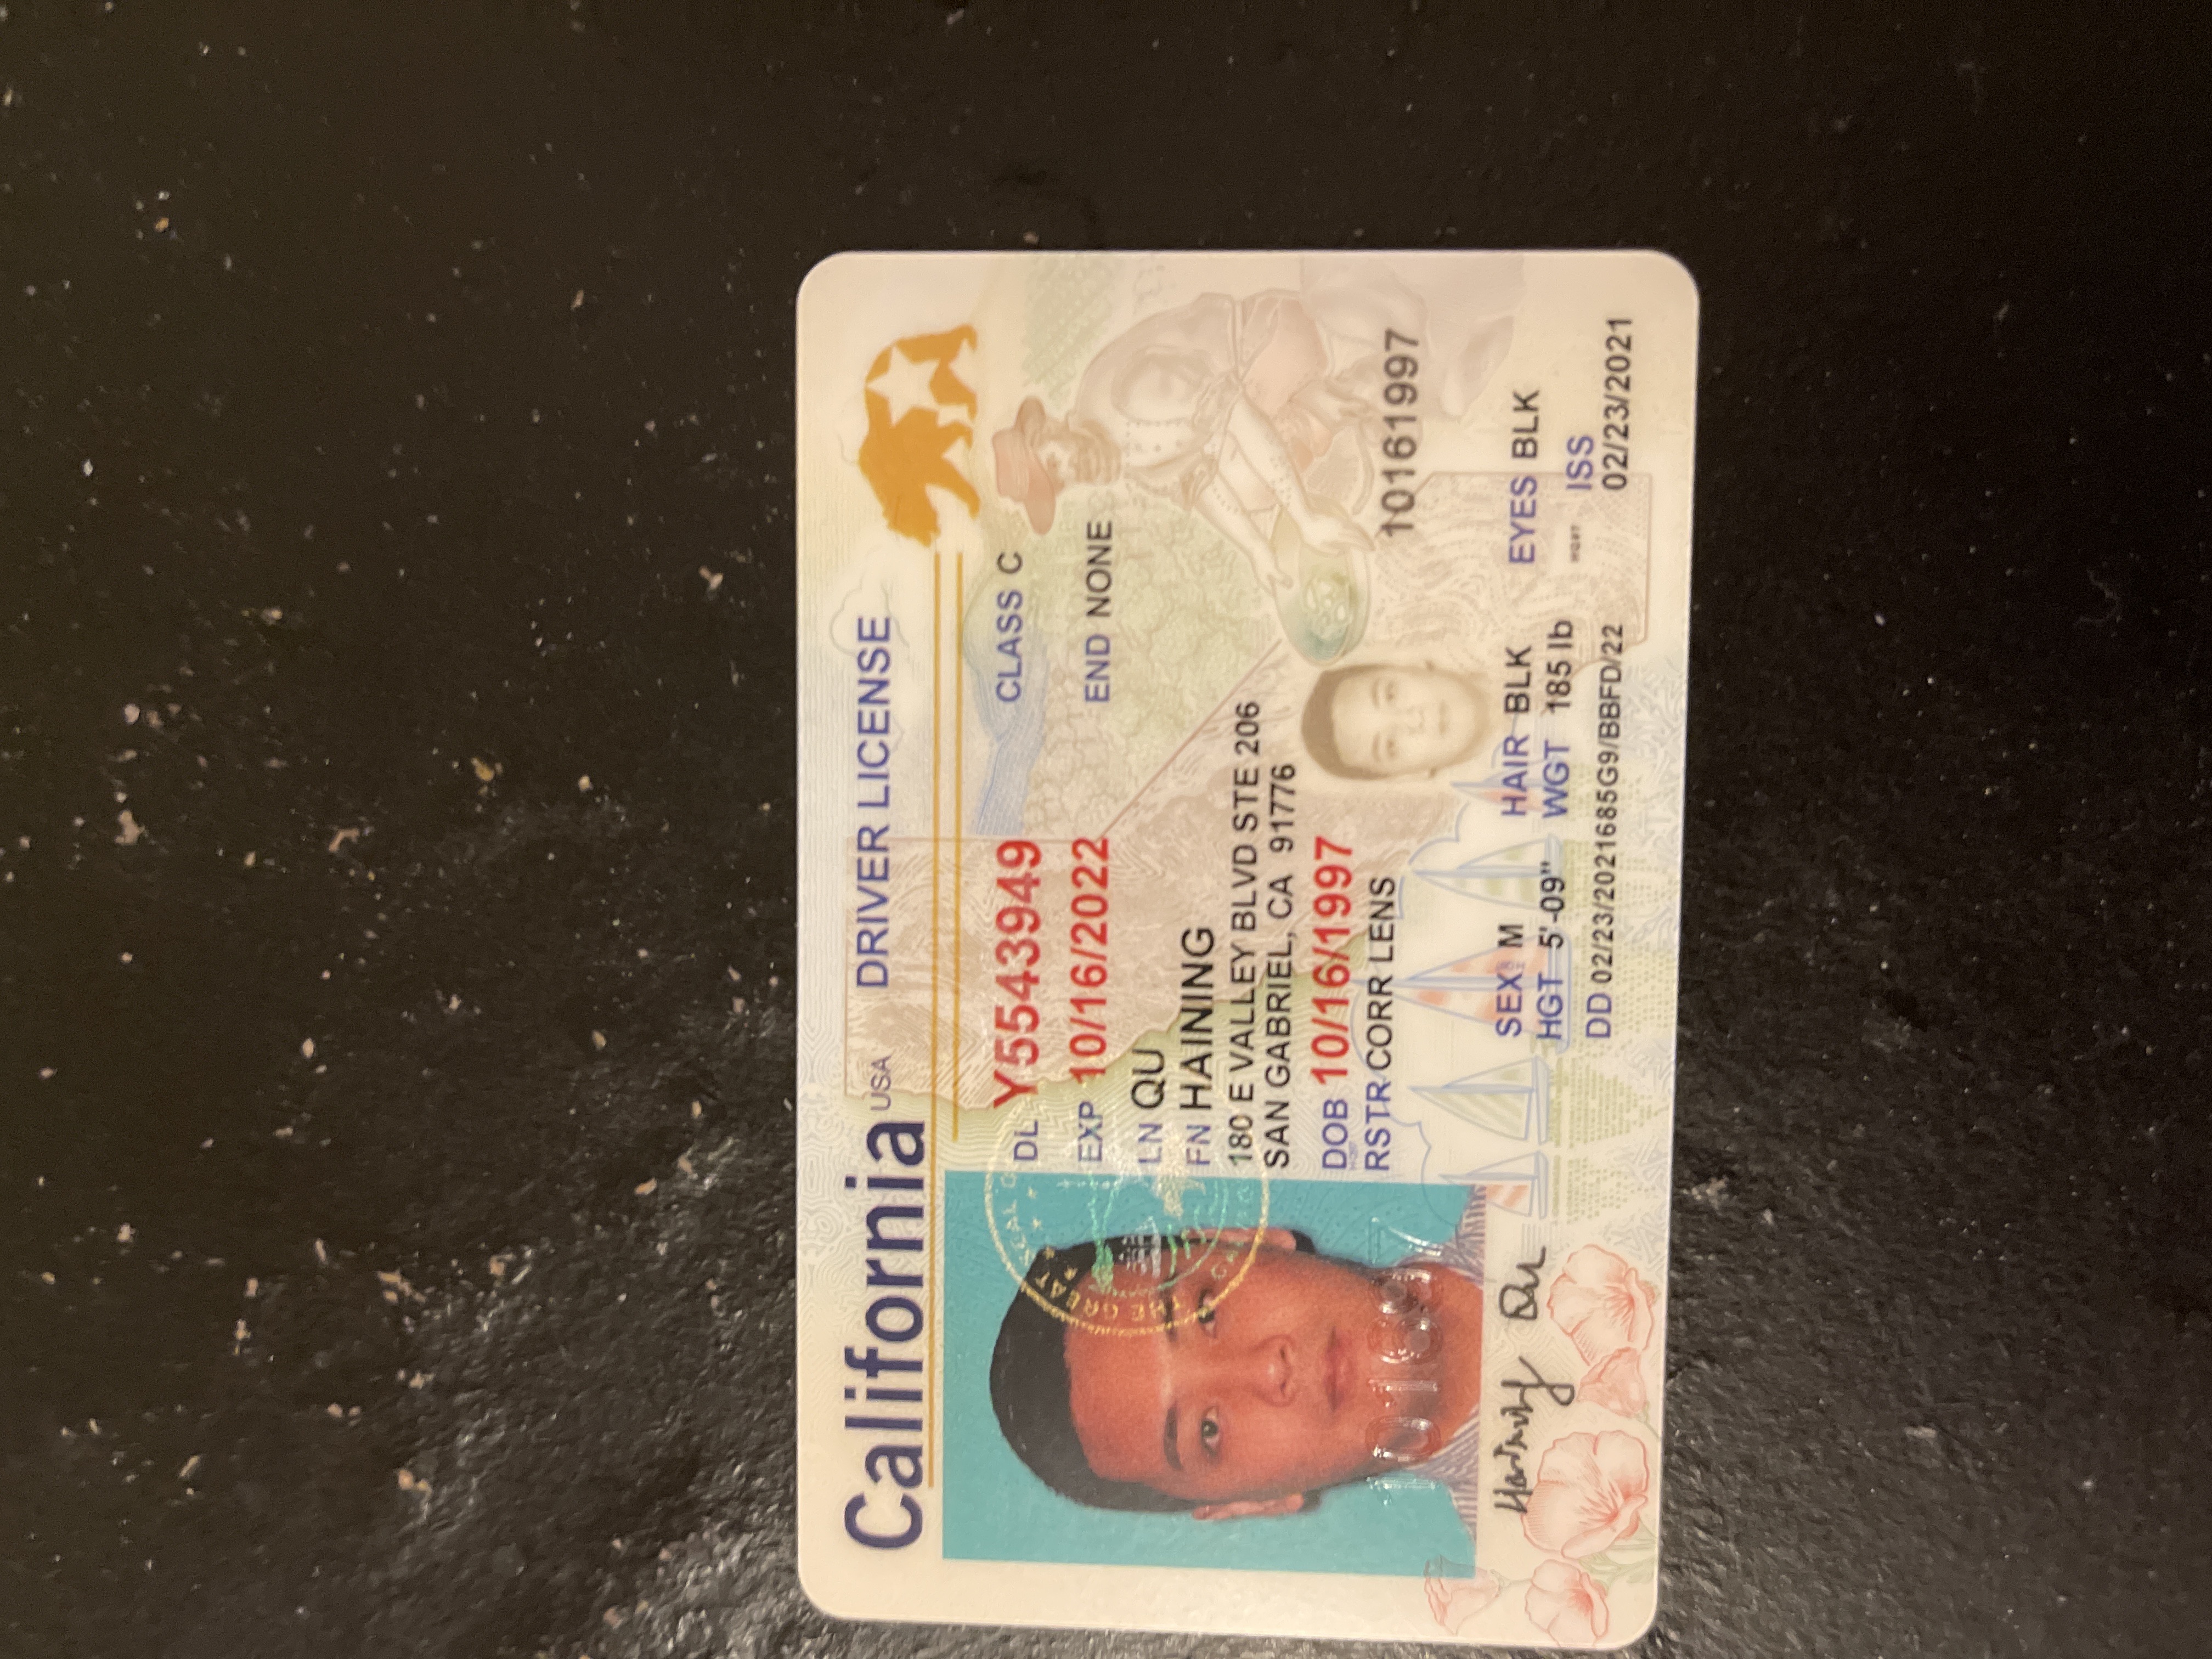 California USA DRIVER LICENSE
DL Y5543949 CLASS C
EXP 10/16/2022 END NONE
LN QU
FN HAINING
180 E VALLEY BLVD STE 206
SAN GABRIEL, CA 91776
DOB 10/16/1997
RSTR CORR LENS
10161997
101697
Haining Qu
SEX M HAIR BLK EYES BLK
HGT 5'-09" WGT 185 lb
ISS
DD 02/23/2021685G9/BBFD/22 02/23/2021